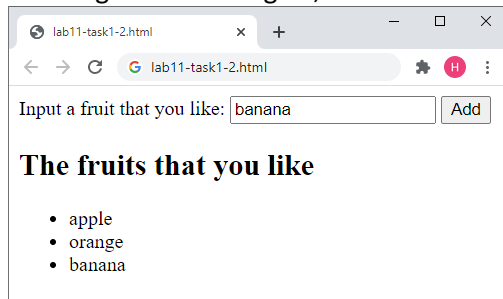 lab11-task1-2.html
lab11-task1-2.html
H
Input a fruit that you like: banana Add
The fruits that you like
• apple
• orange
• banana